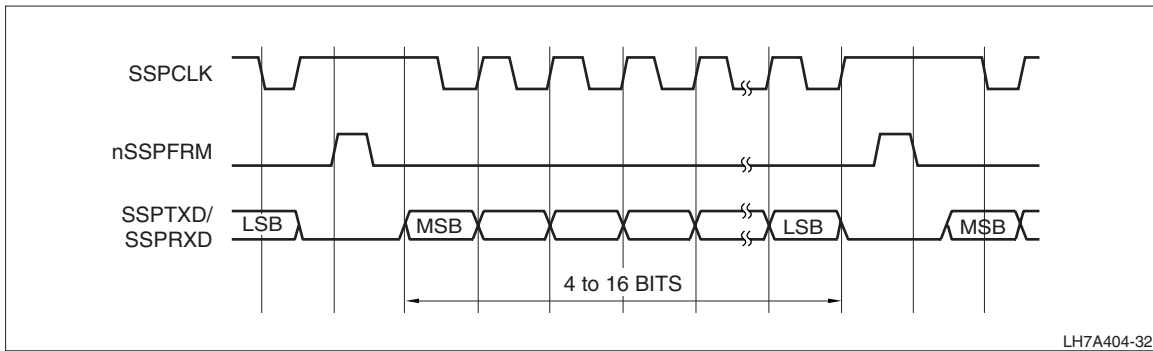 SSPCLK
nSSPFRM
SSPTXD/
SSPRXD
LSB
MSB
LSB
MSB
4 to 16 BITS
LH7A404-32